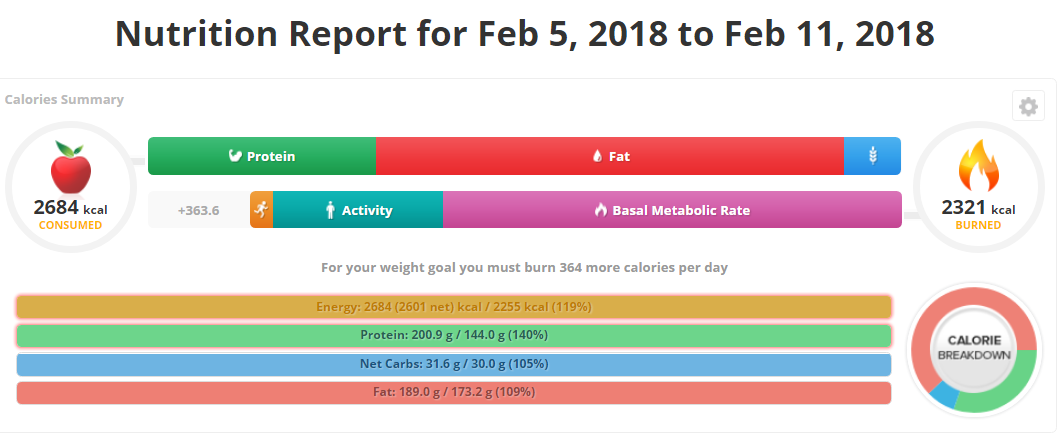 Nutrition Report for Feb 5, 2018 to Feb 11, 2018
Calories Summary
Protein
Fat
2684 kcal
CONSUMED
+363.6
Activity
Basal Metabolic Rate
2321 kcal
BURNED
For your weight goal you must burn 364 more calories per day
Energy: 2684 (2601 net) kcal / 2255 kcal (119%)
Protein: 200.9 g / 144.0 g (140%)
Net Carbs: 31.6 g / 30.0 g (105%)
Fat: 189.0 g / 173.2 g (109%)
CALORIE
BREAKDOWN